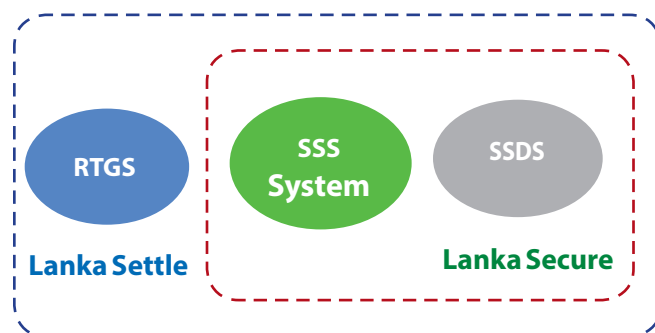 RTGS
SSS
System
SSDS
Lanka Settle
Lanka Secure